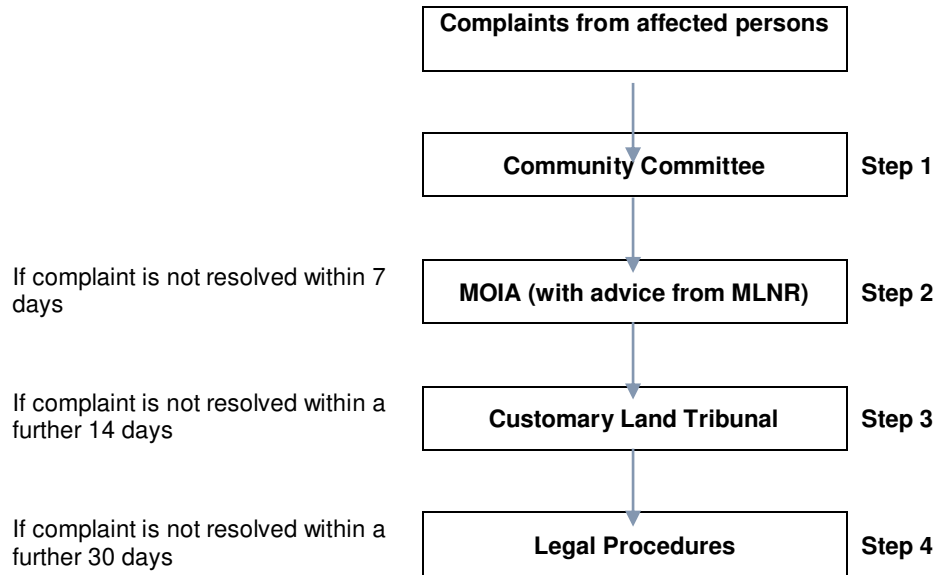 Complaints from affected persons
Community Committee
Step 1
If complaint is not resolved within 7
days
MOIA (with advice from MLNR)
Step 2
If complaint is not resolved within a
further 14 days
Customary Land Tribunal
Step 3
If complaint is not resolved within a
further 30 days
Legal Procedures
Step 4